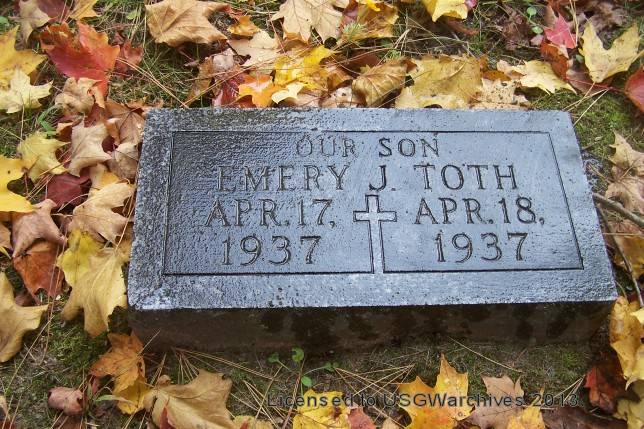 OUR SON
EMERY J. TOTH
APR. 17, APR. 18,
1937 1937
Licensed to USGWarchives 2013